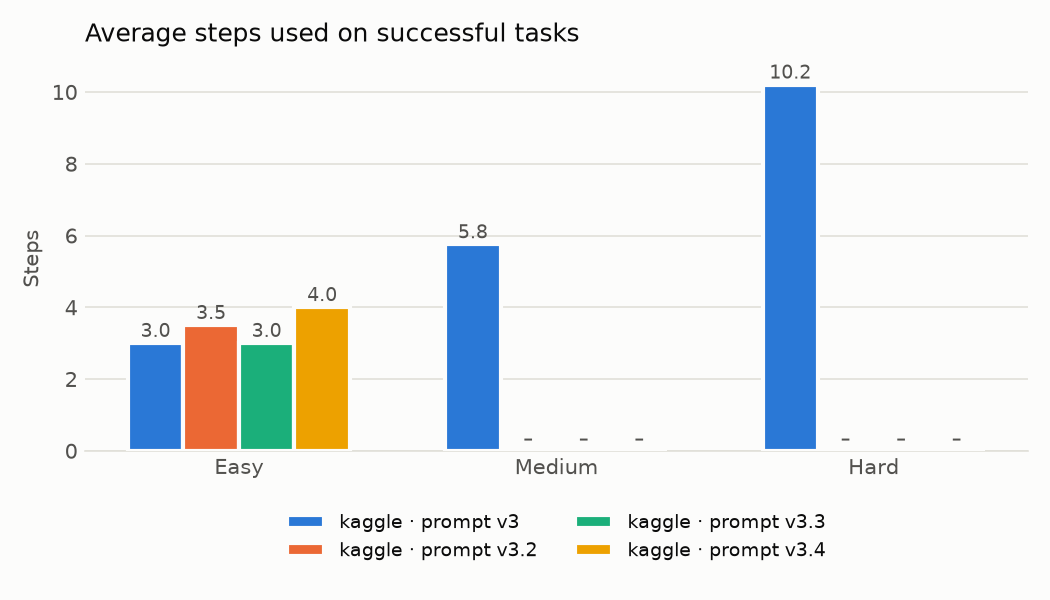 Average steps used on successful tasks
10.2
10
8
6
5.8
4.0
4
3.5
3.0
3.0
2
0
- - -
- - -
Steps
Easy
Medium
Hard
kaggle · prompt v3
kaggle · prompt v3.2
kaggle · prompt v3.3
kaggle · prompt v3.4